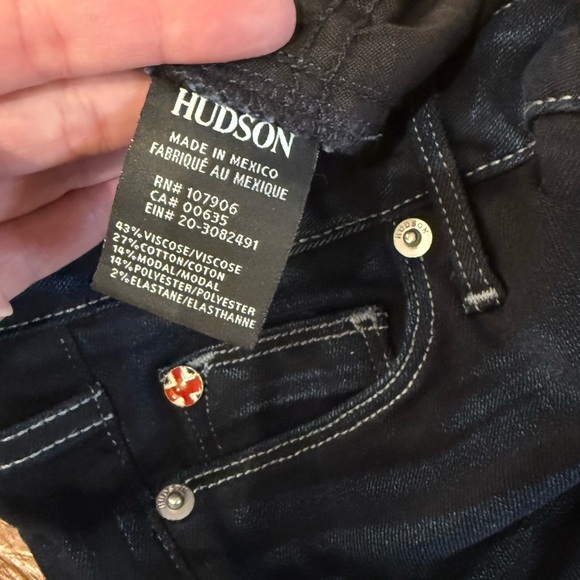 HUDSON
MADE IN MEXICO
FABRIQUÉ AU MEXIQUE
RN# 107906
CA# 00635
EIN# 20-3082491
43% VISCOSE/VISCOSE
27% COTTON/COTON
14% MODAL/MODAL
14% POLYESTER/POLYESTER
2% ELASTANE/ELASTHANNE
HUDSON